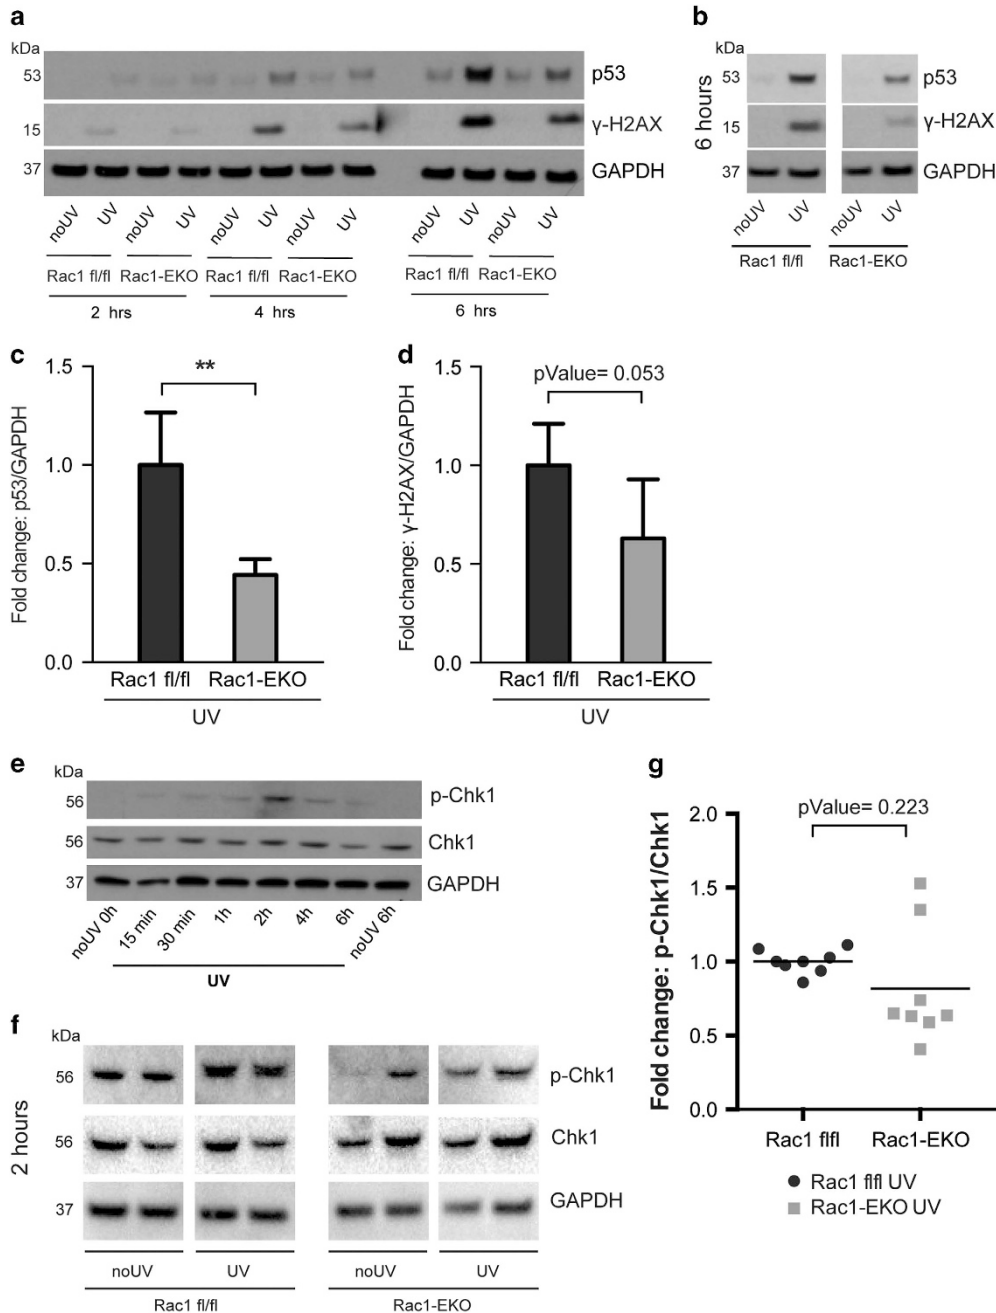 a
kDa
53
p53
15
γ-H2AX
37
GAPDH
noUV UV noUV UV noUV UV noUV UV noUV UV noUV UV
Rac1 fl/fl Rac1-EKO Rac1 fl/fl Rac1-EKO Rac1 fl/fl Rac1-EKO
2 hrs 4 hrs 6 hrs
b
kDa
6 hours
53
p53
15
γ-H2AX
37
GAPDH
noUV UV noUV UV
Rac1 fl/fl Rac1-EKO
c
Fold change: p53/GAPDH
1.5
1.0
0.5
0.0
**
Rac1 fl/fl Rac1-EKO
UV
d
Fold change: γ-H2AX/GAPDH
1.5
1.0
0.5
0.0
pValue= 0.053
Rac1 fl/fl Rac1-EKO
UV
e
kDa
56
p-Chk1
56
Chk1
37
GAPDH
noUV 0h 15 min 30 min 1h 2h 4h 6h noUV 6h
UV
f
kDa
2 hours
56
p-Chk1
56
Chk1
37
GAPDH
noUV UV noUV UV
Rac1 fl/fl Rac1-EKO
g
Fold change: p-Chk1/Chk1
2.0
1.5
1.0
0.5
0.0
pValue= 0.223
Rac1 flfl Rac1-EKO
Rac1 flfl UV
Rac1-EKO UV